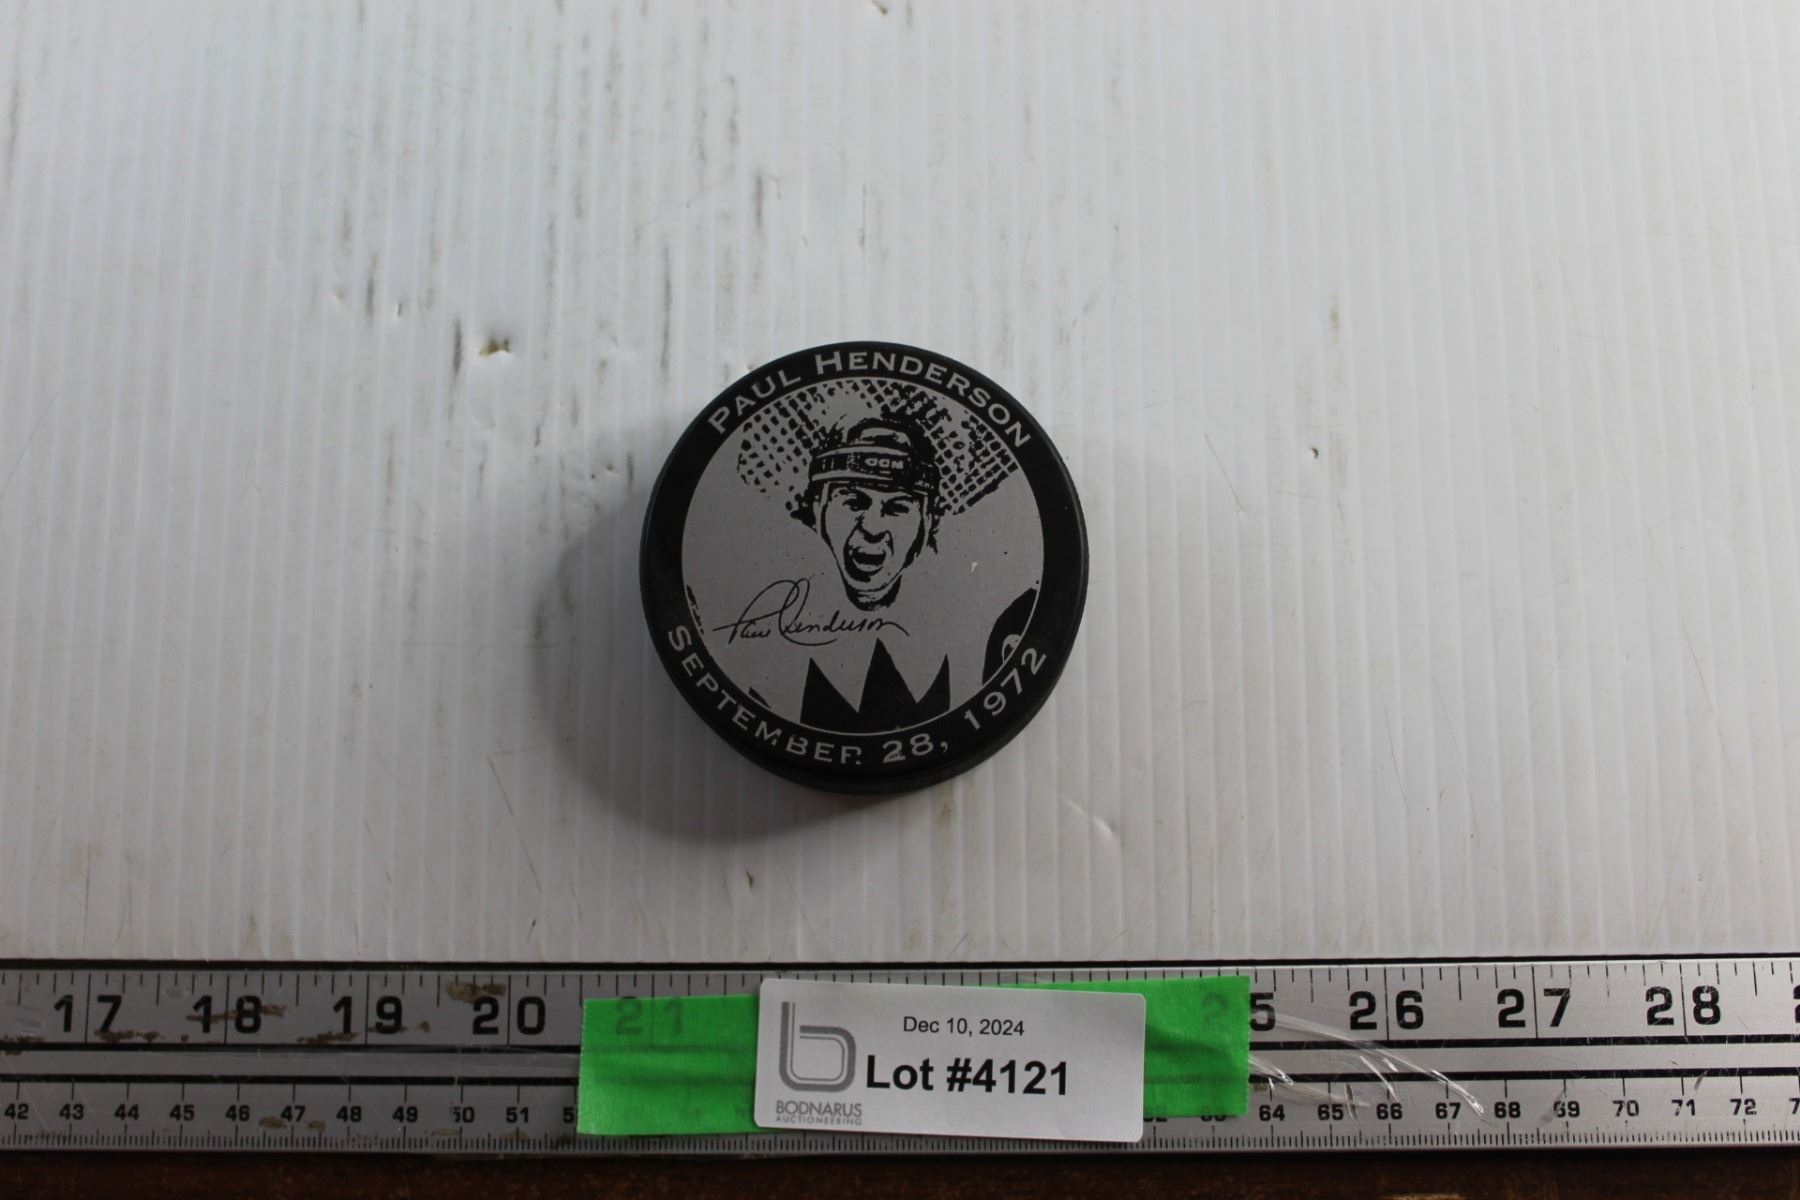 PAUL HENDERSON
CCM
Paul Henderson
SEPTEMBER 28, 1972
17 18 19 20 21 25 26 27 28
Dec 10, 2024
Lot #4121
BODNARUS
AUCTIONEERING
42 43 44 45 46 47 48 49 50 51 64 65 66 67 68 69 70 71 72